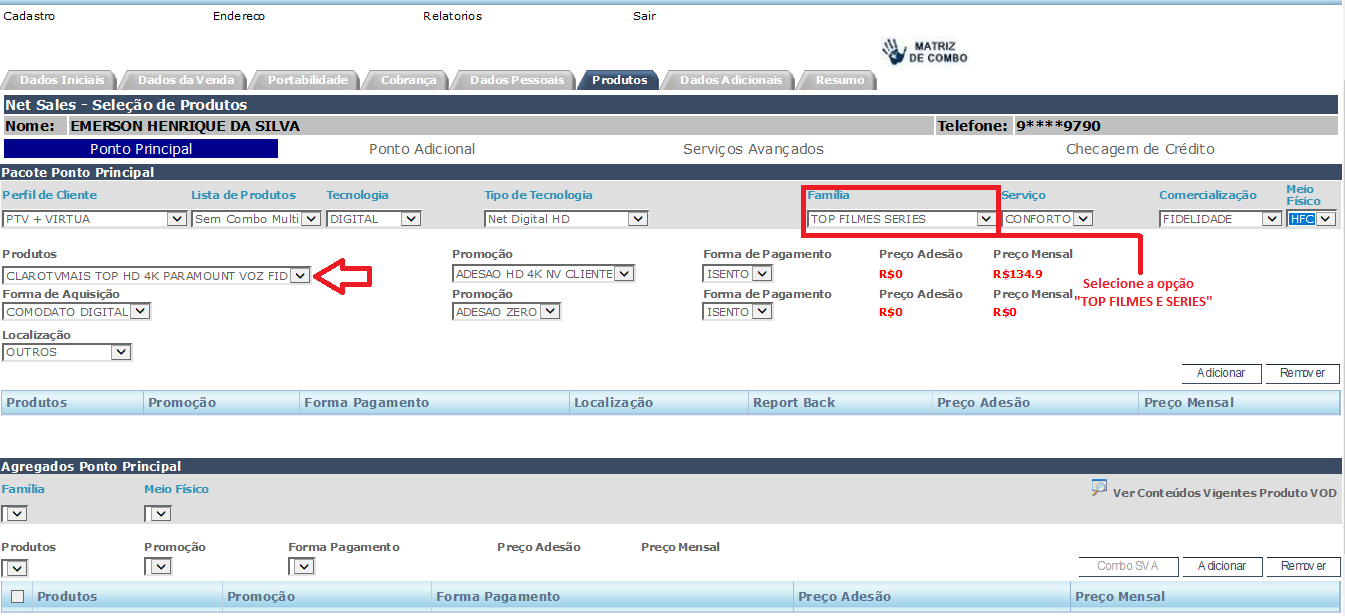 Cadastro Endereco Relatorios Sair
MATRIZ
DE COMBO
Dados Iniciais Dados da Venda Portabilidade Cobrança Dados Pessoais Produtos Dados Adicionais Resumo
Net Sales - Seleção de Produtos
Nome: EMERSON HENRIQUE DA SILVA Telefone: 9****9790
Ponto Principal Ponto Adicional Serviços Avançados Checagem de Crédito
Pacote Ponto Principal
Perfil de Cliente Lista de Produtos Tecnologia Tipo de Tecnologia Família Serviço Comercialização Meio Físico
PTV + VIRTUA Sem Combo Multi DIGITAL Net Digital HD TOP FILMES SERIES CONFORTO FIDELIDADE HFC
Produtos Promoção Forma de Pagamento Preço Adesão Preço Mensal
CLAROTVMAIS TOP HD 4K PARAMOUNT VOZ FID ADESAO HD 4K NV CLIENTE ISENTO R$0 R$134.9
Selecione a opção
"TOP FILMES E SERIES"
Forma de Aquisição Promoção Forma de Pagamento Preço Adesão Preço Mensal
COMODATO DIGITAL ADESAO ZERO ISENTO R$0 R$0
Localização
OUTROS
Adicionar Remover
Produtos Promoção Forma Pagamento Localização Report Back Preço Adesão Preço Mensal
Agregados Ponto Principal
Família Meio Físico
Ver Conteúdos Vigentes Produto VOD
Produtos Promoção Forma Pagamento Preço Adesão Preço Mensal
Combo SVA Adicionar Remover
Produtos Promoção Forma Pagamento Preço Adesão Preço Mensal